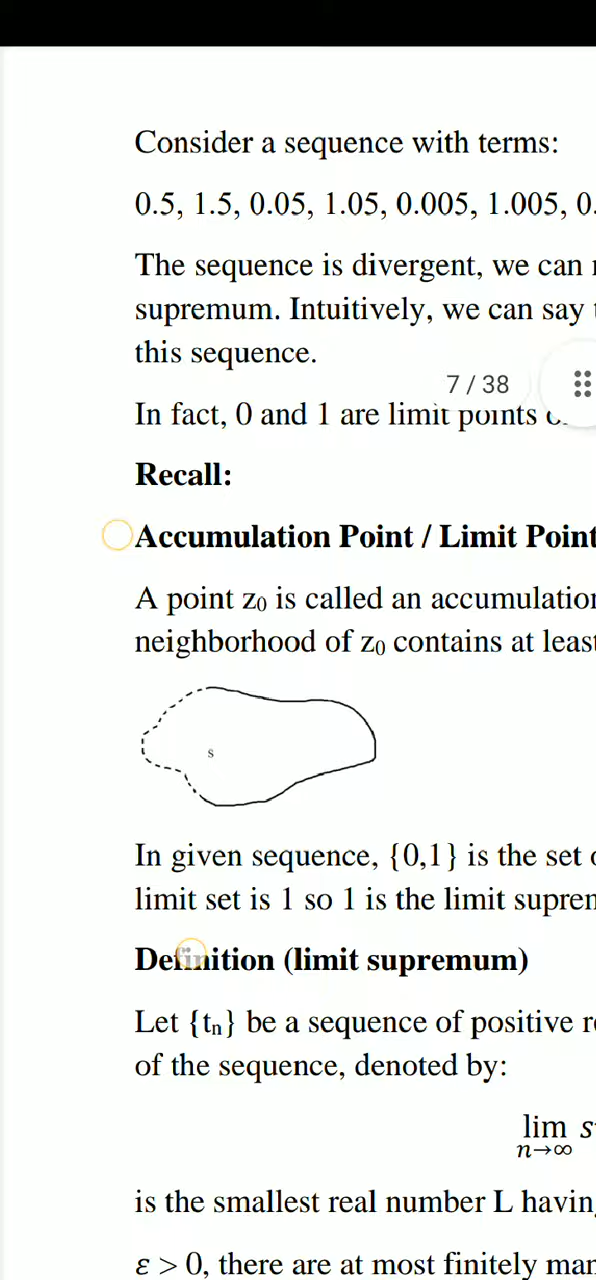 Consider a sequence with terms:
0.5, 1.5, 0.05, 1.05, 0.005, 1.005, 0.
The sequence is divergent, we can
supremum. Intuitively, we can say
this sequence.
7 / 38
In fact, 0 and 1 are limit points
Recall:
Accumulation Point / Limit Point
A point z₀ is called an accumulation
neighborhood of z₀ contains at least
s
In given sequence, {0,1} is the set
limit set is 1 so 1 is the limit suprem
Definition (limit supremum)
Let {tₙ} be a sequence of positive re
of the sequence, denoted by:
lim s
n→∞
is the smallest real number L havin
ε > 0, there are at most finitely man